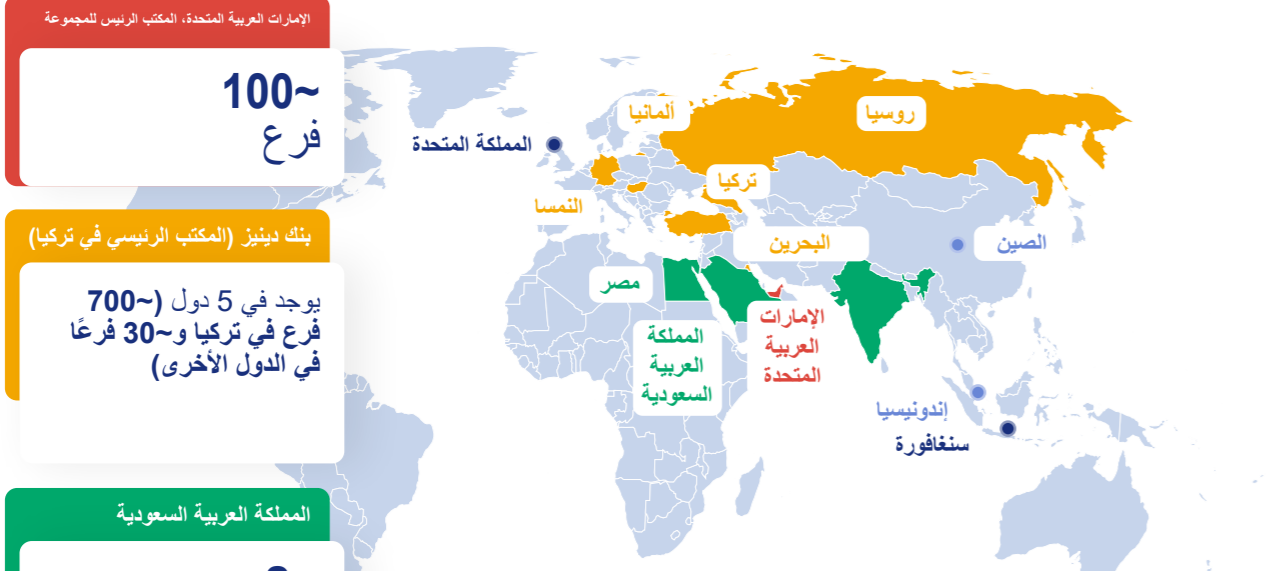 الإمارات العربية المتحدة، المكتب الرئيس للمجموعة
~100
فرع
بنك دينيز (المكتب الرئيسي في تركيا)
يوجد في 5 دول (~700
فرع في تركيا و~30 فرعًا
في الدول الأخرى)
المملكة العربية السعودية
روسيا
ألمانيا
المملكة المتحدة
تركيا
النمسا
البحرين
الصين
مصر
الإمارات
العربية
المتحدة
المملكة
العربية
السعودية
إندونيسيا
سنغافورة